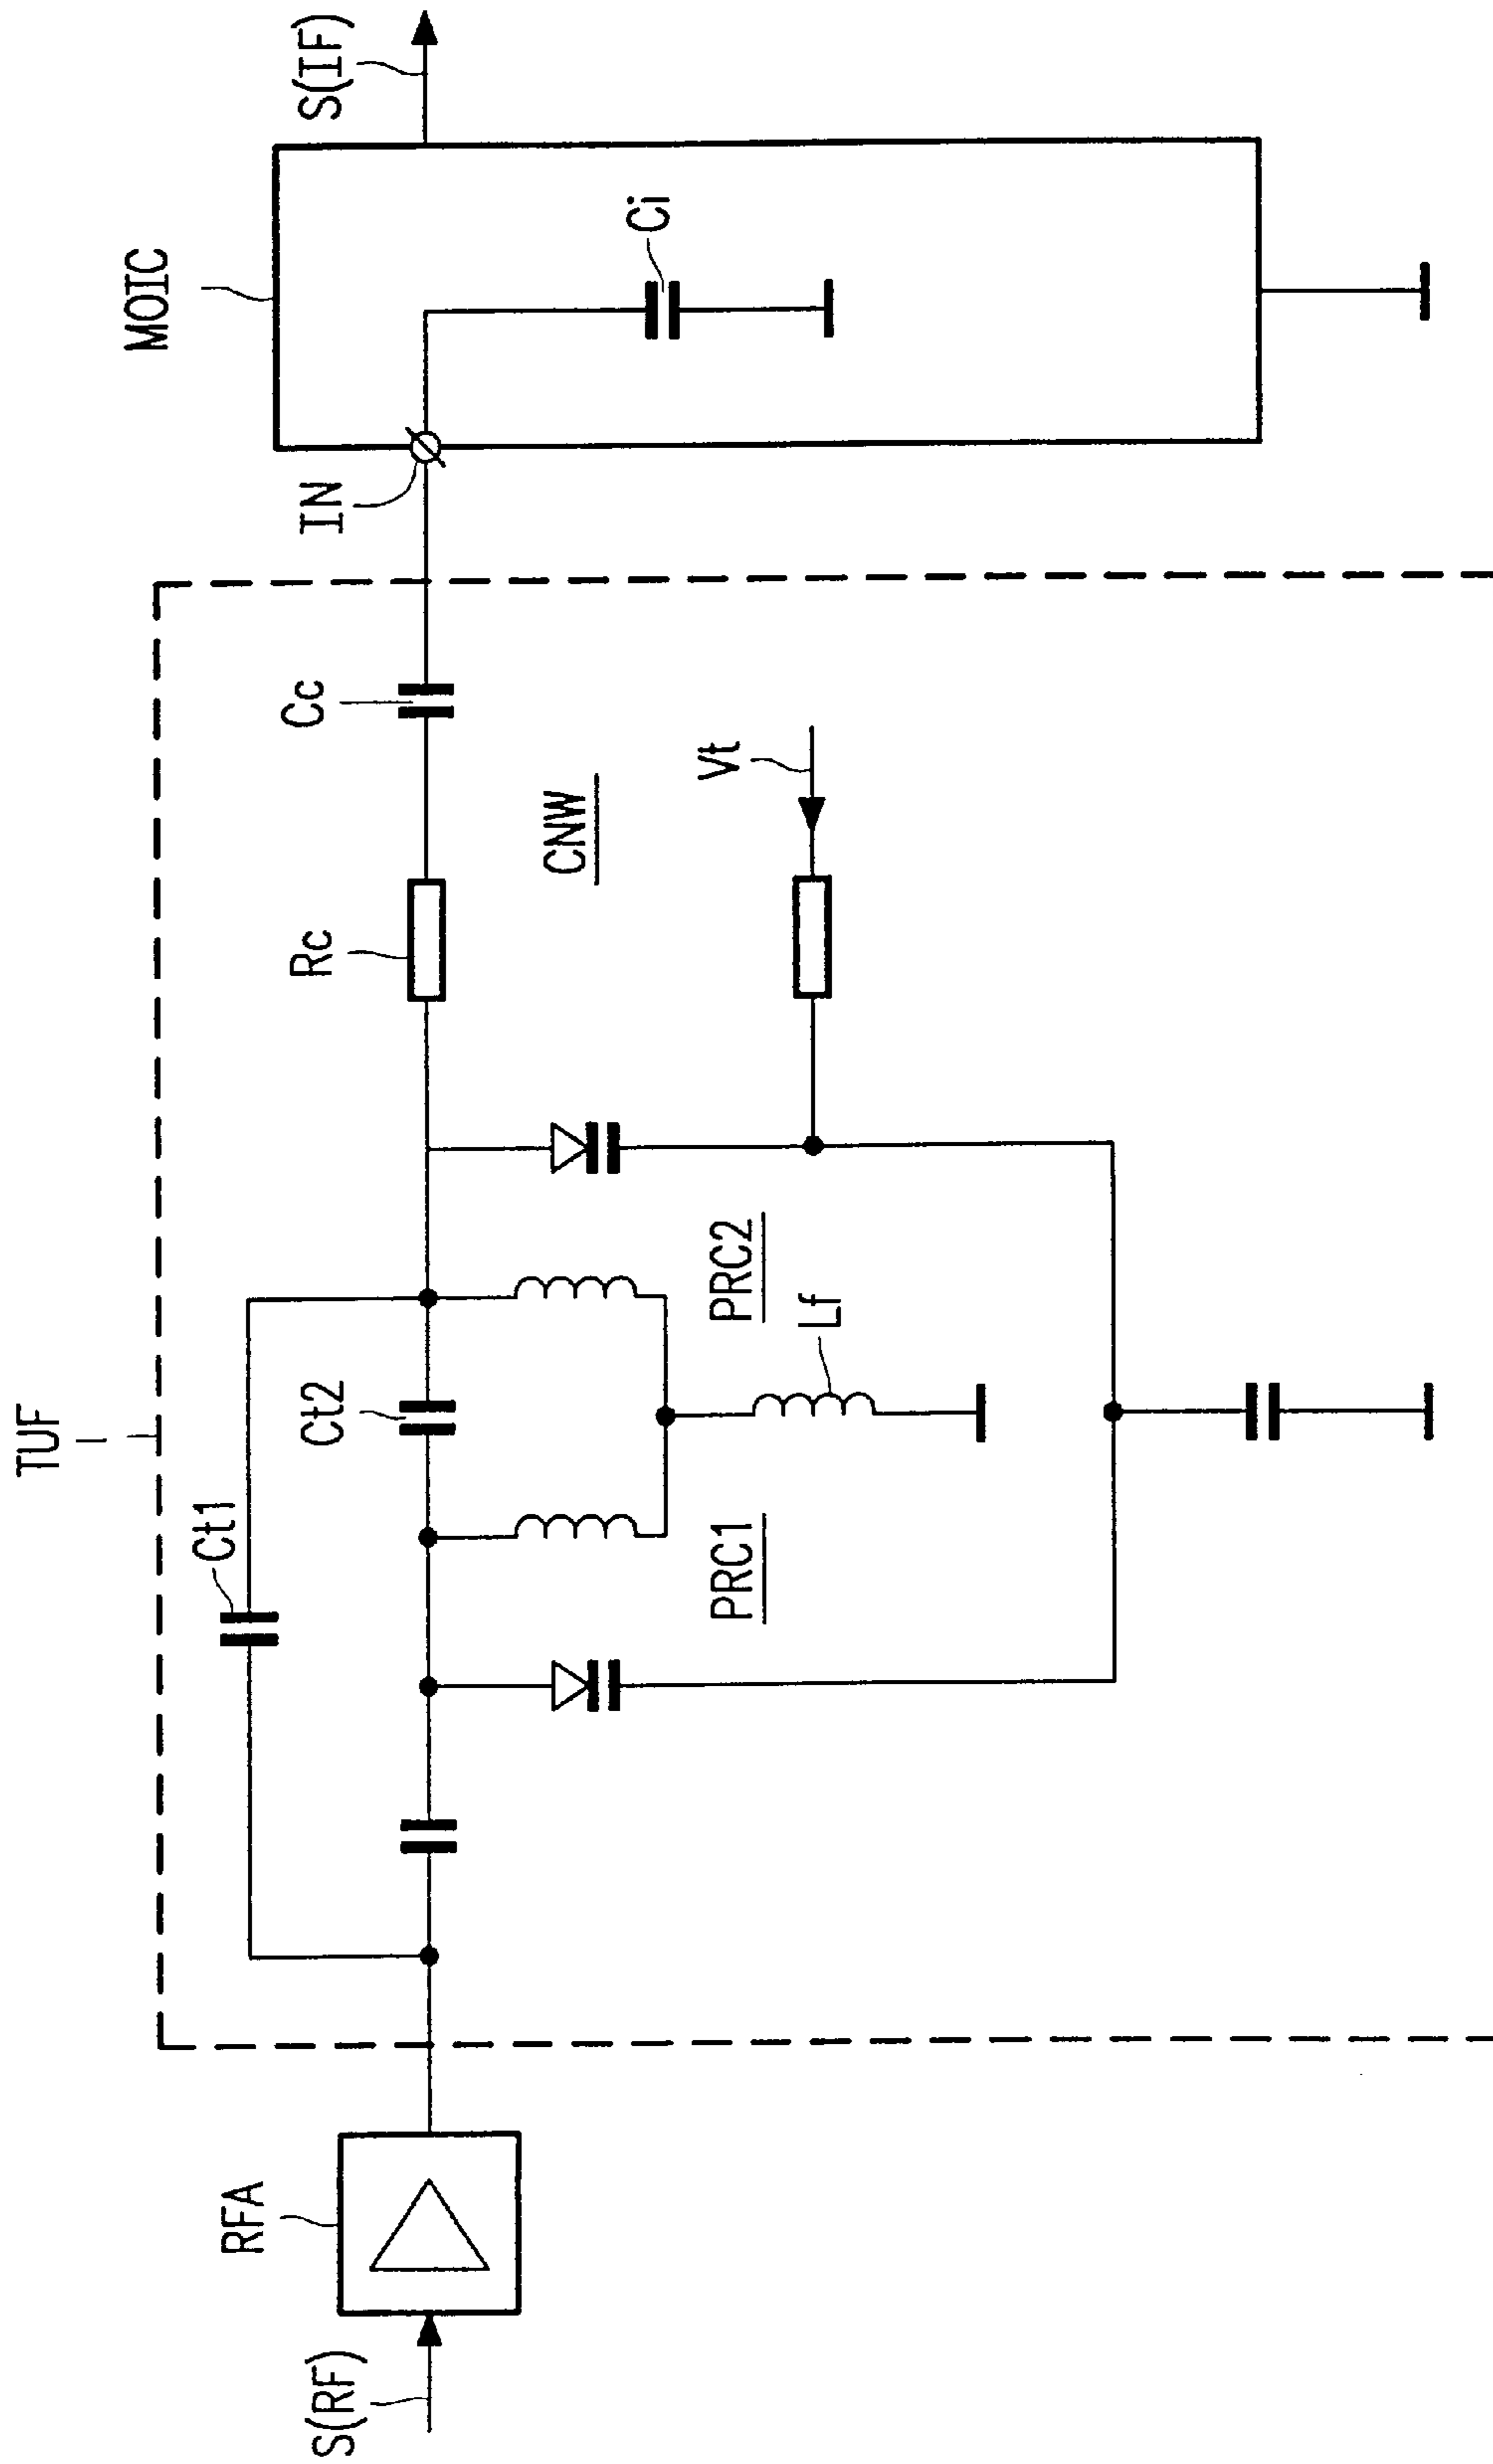 TUF
MOIC
S(IF)
Ct1
Rc
Cc
IN
Ct2
RFA
S(RF)
CNW
Ci
Vt
PRC1
PRC2
Lf